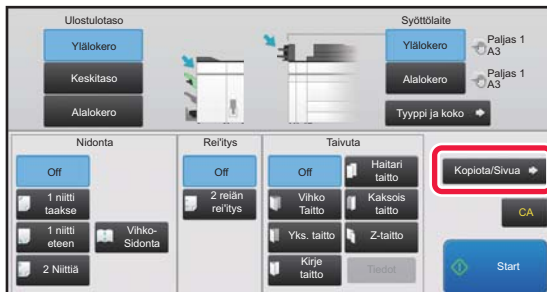 Ulostulotaso
Ylälokero
Keskitaso
Alalokero
Syöttölaite
Ylälokero
Paljas 1
A3
Alalokero
Paljas 1
A3
Tyyppi ja koko
Nidonta
Off
1 niitti
taakse
1 niitti
eteen
Vihko-
Sidonta
2 Niittiä
Rei'itys
Off
2 reiän
rei'itys
Taivuta
Off
Haitari
taitto
Vihko
Taitto
Kaksois
taitto
Yks. taitto
Z-taitto
Kirje
taitto
Tiedot
Kopiota/Sivua
CA
Start